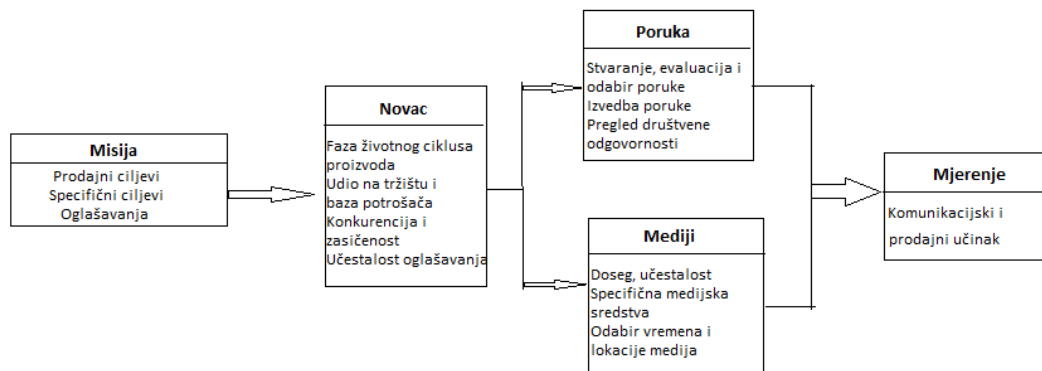 Misija
Prodajni ciljevi
Specifični ciljevi
Oglašavanja
Novac
Faza životnog ciklusa
proizvoda
Udio na tržištu i
baza potrošača
Konkurencija i
zasičenost
Učestalost oglašavanja
Poruka
Stvaranje, evaluacija i
odabir poruke
Izvedba poruke
Pregled društvene
odgovornosti
Mediji
Doseg, učestalost
Specifična medijska
sredstva
Odabir vremena i
lokacije medija
Mjerenje
Komunikacijski i
prodajni učinak